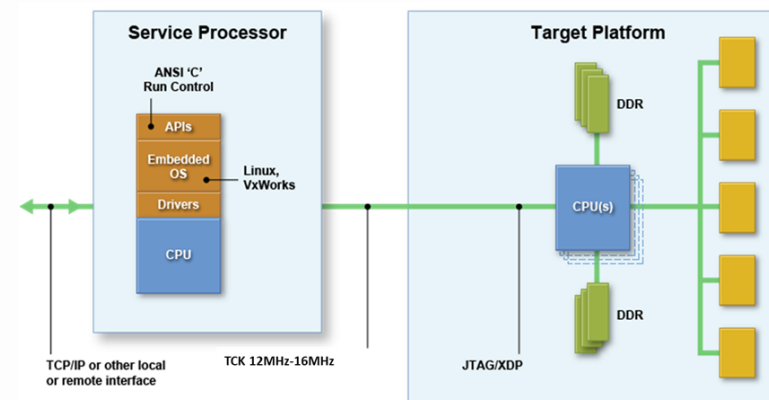 Service Processor
Target Platform
ANSI ‘C’
Run Control
APIs
Embedded
OS
Linux,
VxWorks
Drivers
CPU
DDR
CPU(s)
DDR
TCP/IP or other local
or remote interface
TCK 12MHz-16MHz
JTAG/XDP